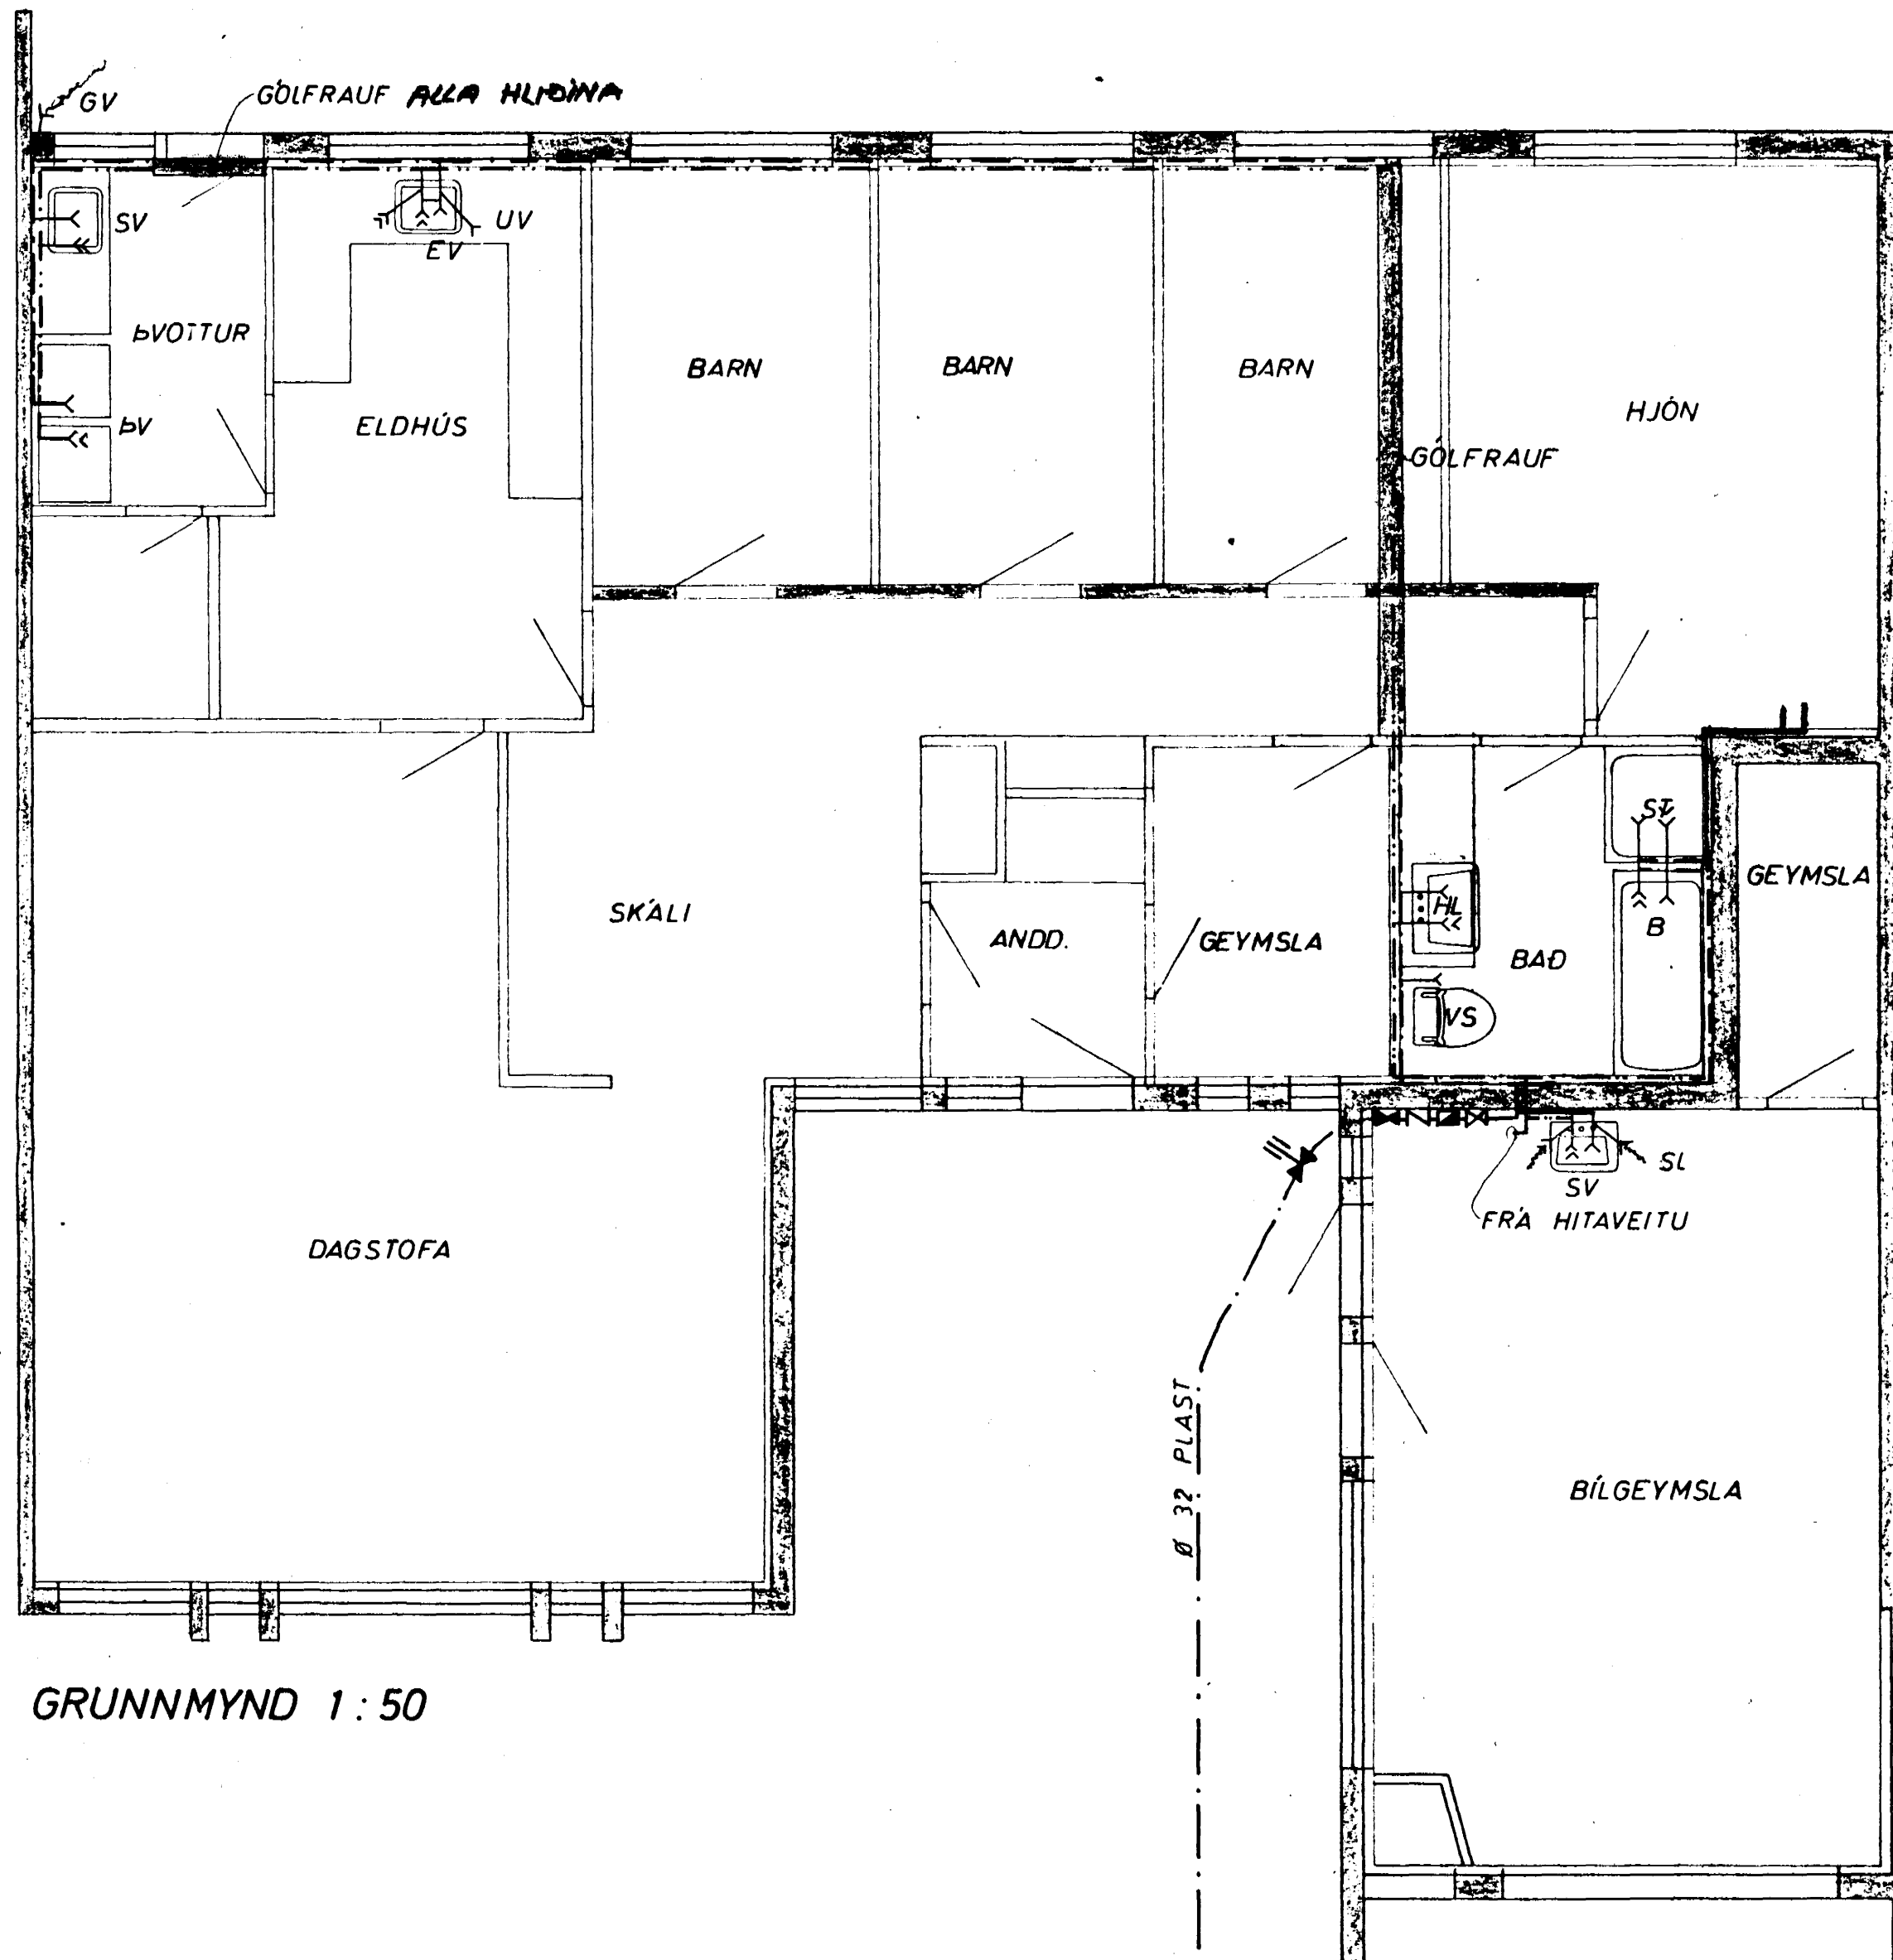 GV
GÓLFRAUF ALLA HLIÐINA
SV
UV
EV
ÞVOTTUR
BARN
BARN
BARN
HJÓN
ÞV
ELDHÚS
GÓLFRAUF
ST
GEYMSLA
SKÁLI
HL
B
ANDD.
GEYMSLA
BAÐ
VS
SL
SV
FRÁ HITAVEITU
DAGSTOFA
Ø 32 PLAST
BÍLGEYMSLA
GRUNNMYND 1:50